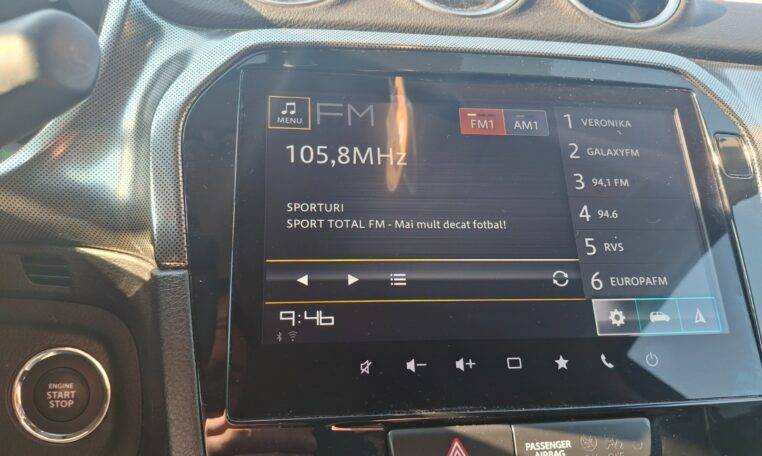 MENU
FM
FM1
AM1
105,8MHz
SPORTURI
SPORT TOTAL FM - Mai mult decat fotbal!
1 VERONIKA
2 GALAXYFM
3 94,1 FM
4 94.6
5 RVS
6 EUROPAFM
9:46
ENGINE
START
STOP
PASSENGER
AIRBAG
OFF